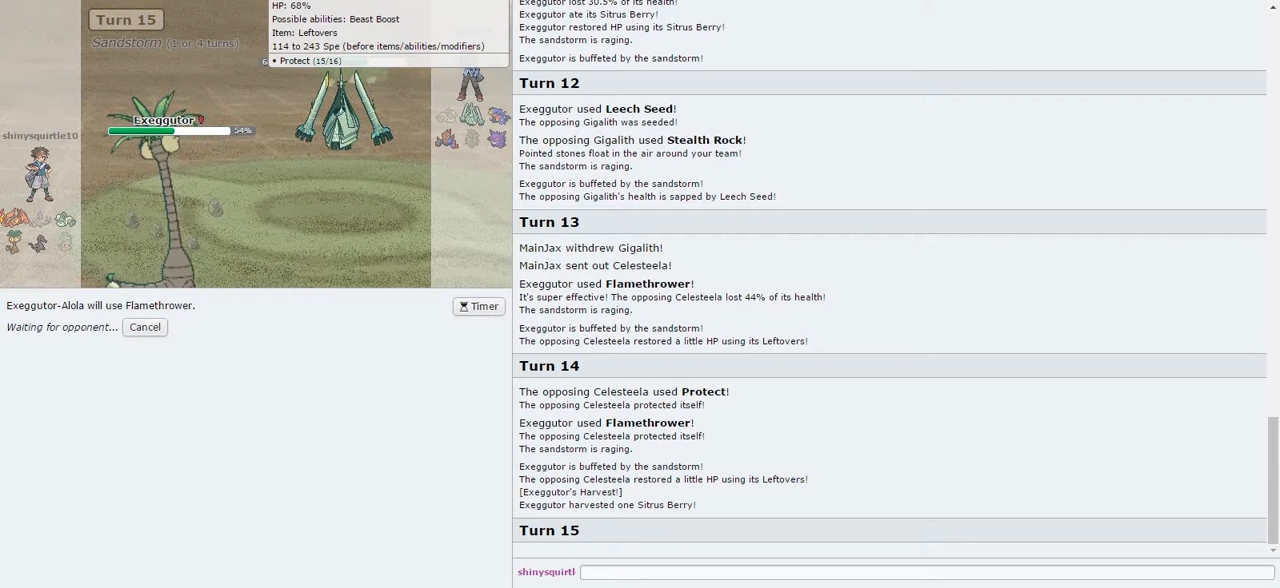 Turn 15
Sandstorm (1 or 4 turns)
HP: 68%
Possible abilities: Beast Boost
Item: Leftovers
114 to 243 Spe (before items/abilities/modifiers)
• Protect (15/16)
Exeggutor
54%
shinysquirtle10
Exeggutor-Alola will use Flamethrower.
Timer
Waiting for opponent...
Cancel
Exeggutor lost 30.5% of its health!
Exeggutor ate its Sitrus Berry!
Exeggutor restored HP using its Sitrus Berry!
The sandstorm is raging.
Exeggutor is buffeted by the sandstorm!
Turn 12
Exeggutor used Leech Seed!
The opposing Gigalith was seeded!
The opposing Gigalith used Stealth Rock!
Pointed stones float in the air around your team!
The sandstorm is raging.
Exeggutor is buffeted by the sandstorm!
The opposing Gigalith's health is sapped by Leech Seed!
Turn 13
MainJax withdrew Gigalith!
MainJax sent out Celesteela!
Exeggutor used Flamethrower!
It's super effective! The opposing Celesteela lost 44% of its health!
The sandstorm is raging.
Exeggutor is buffeted by the sandstorm!
The opposing Celesteela restored a little HP using its Leftovers!
Turn 14
The opposing Celesteela used Protect!
The opposing Celesteela protected itself!
Exeggutor used Flamethrower!
The opposing Celesteela protected itself!
The sandstorm is raging.
Exeggutor is buffeted by the sandstorm!
The opposing Celesteela restored a little HP using its Leftovers!
[Exeggutor's Harvest!]
Exeggutor harvested one Sitrus Berry!
Turn 15
shinysquirtl